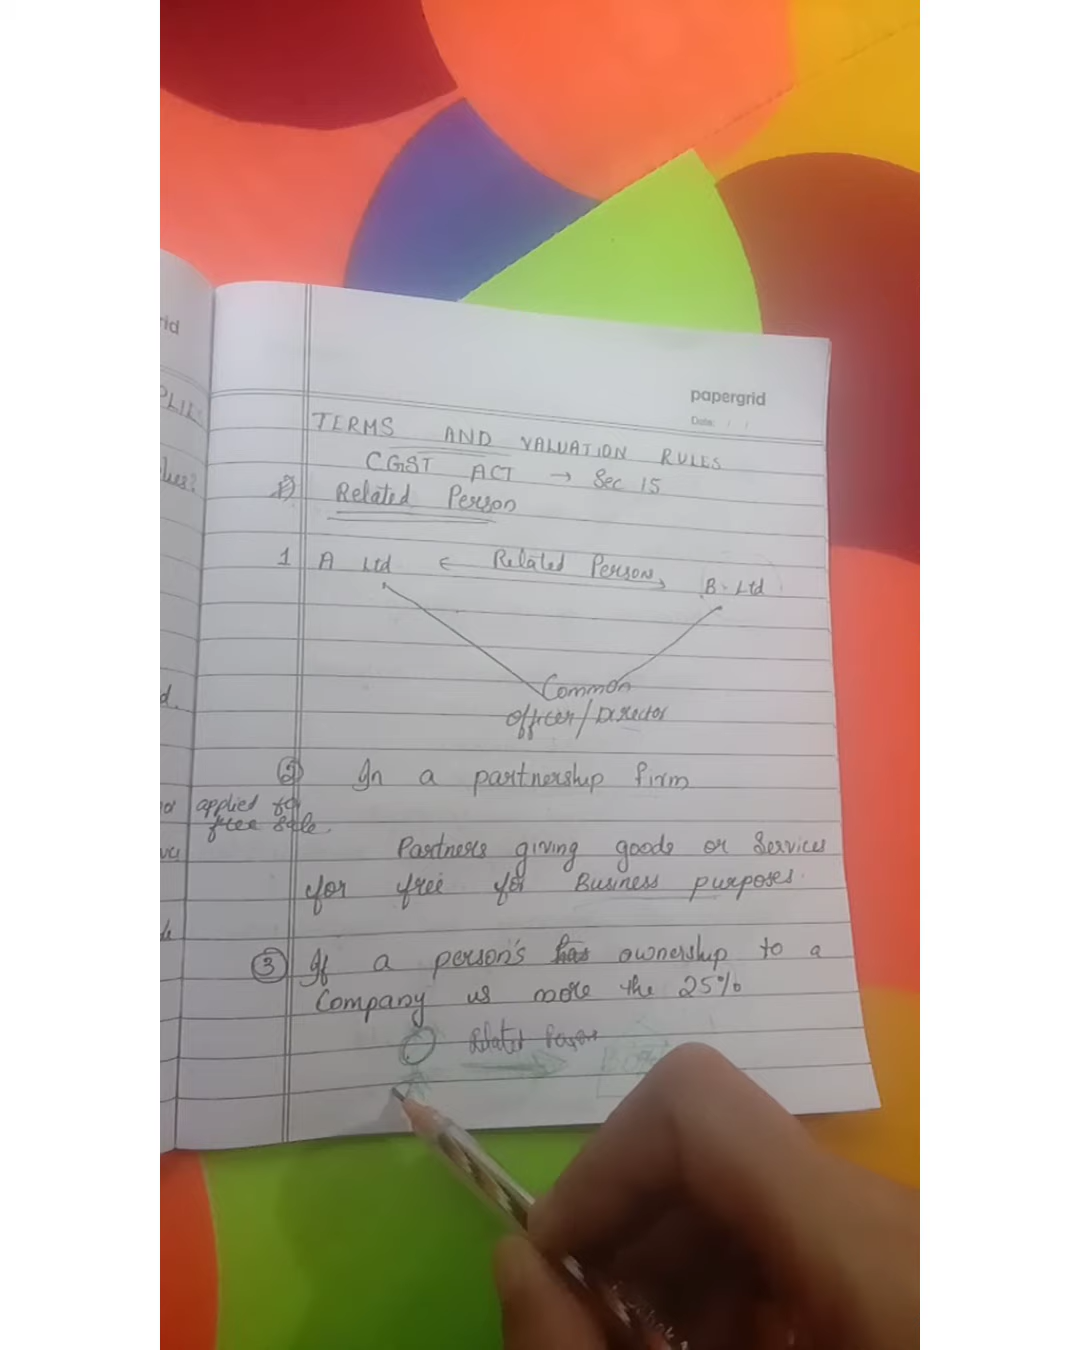 papergrid
Date: / /
TERMS AND VALUATION RULES
CGST ACT → Sec 15
Related Person
1 A Ltd ← Related Person → B. Ltd
Common
officer/Director
② In a partnership firm
applied for
free sale.
Partners giving goods or Services
for free for Business purposes.
③ If a person's has ownership to a
Company is more the 25%
Related Person